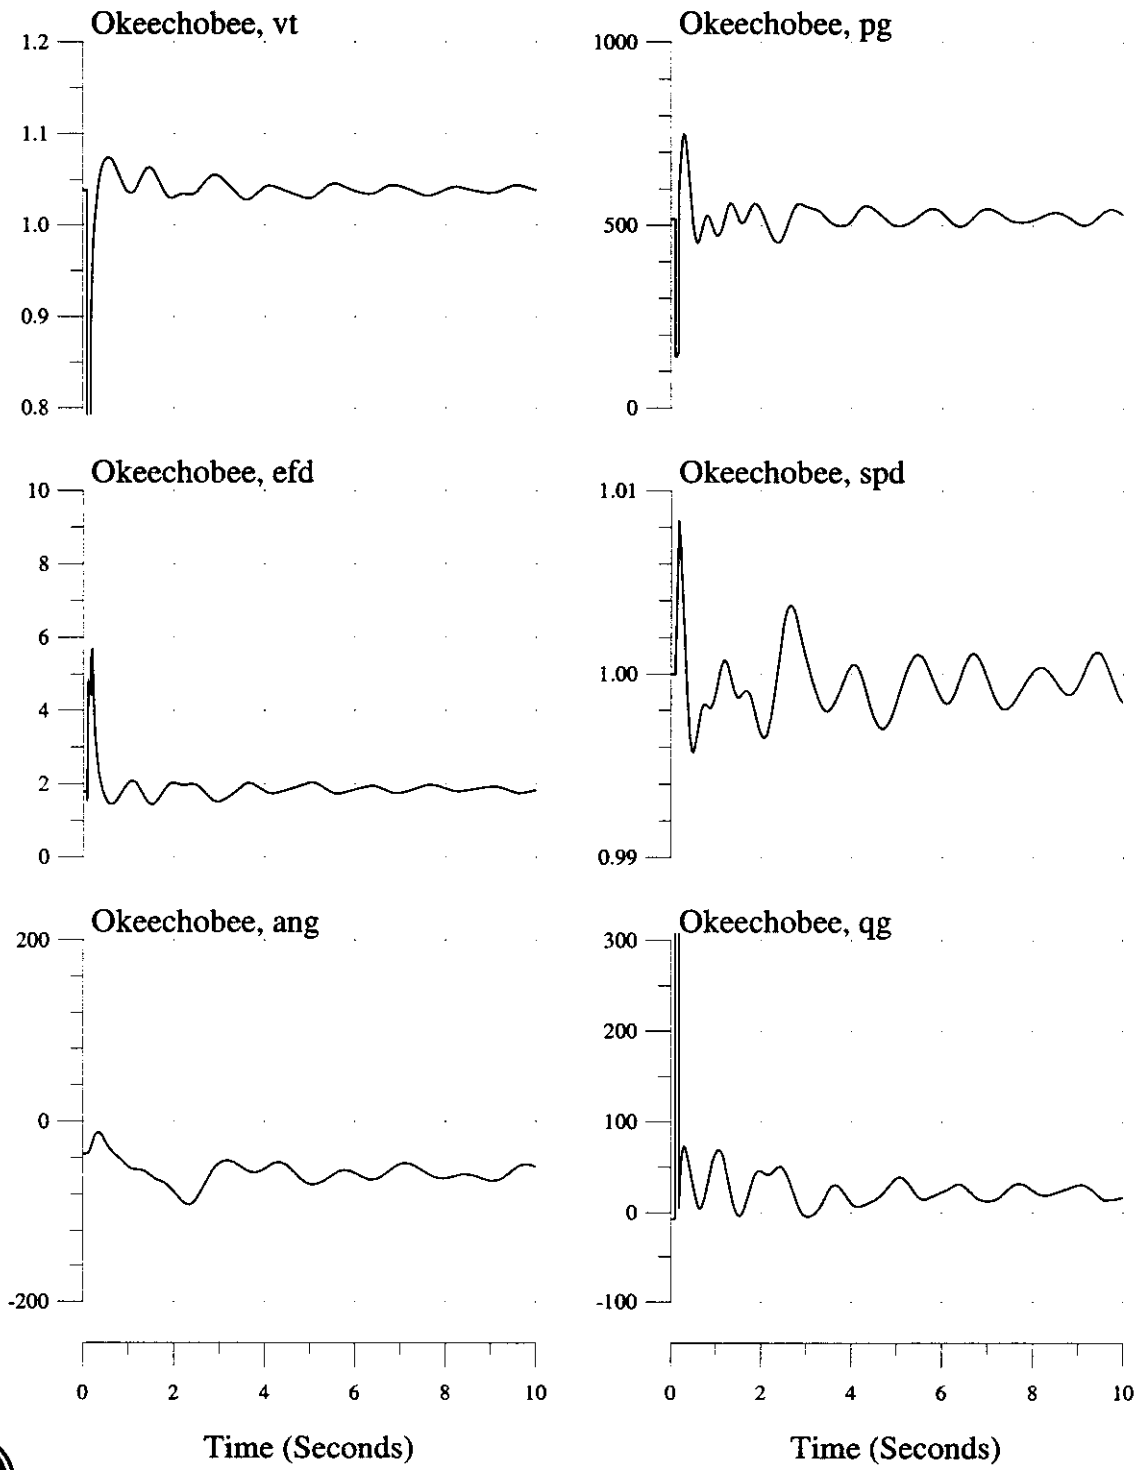 Okeechobee, vt
1.2
1.1
1.0
0.9
0.8
Okeechobee, pg
1000
500
0
Okeechobee, efd
10
8
6
4
2
0
Okeechobee, spd
1.01
1.00
0.99
Okeechobee, ang
200
0
-200
Okeechobee, qg
300
200
100
0
-100
0 2 4 6 8 10
Time (Seconds)
0 2 4 6 8 10
Time (Seconds)